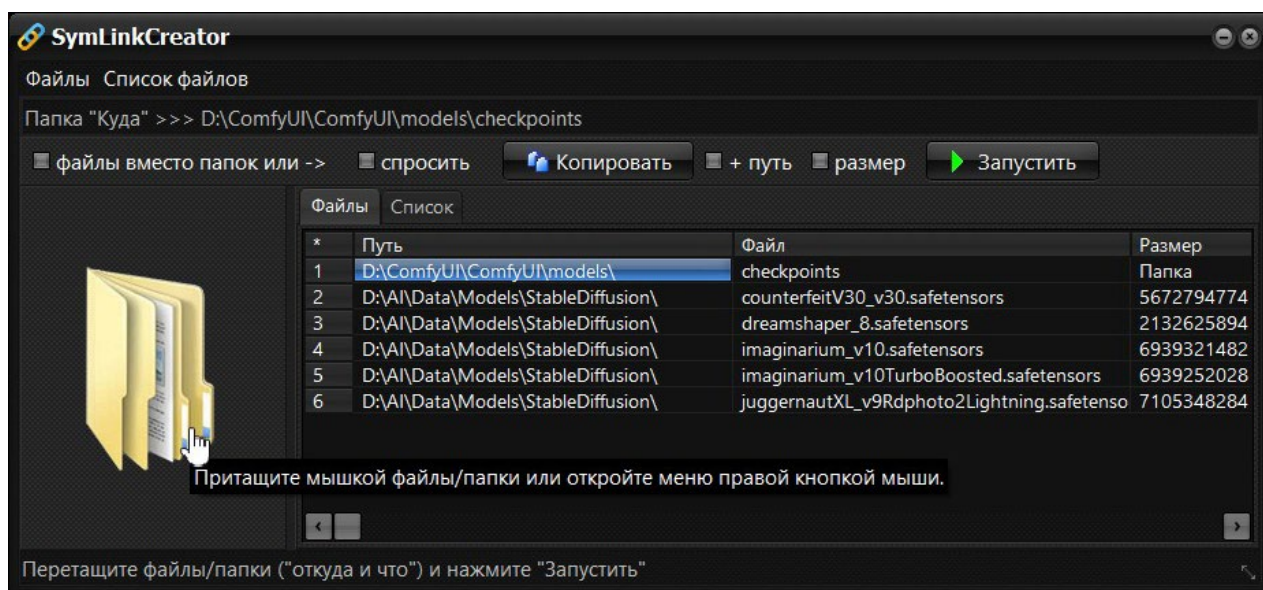 SymLinkCreator
Файлы Список файлов
Папка "Куда" >>> D:\ComfyUI\ComfyUI\models\checkpoints
файлы вместо папок или -> спросить Копировать + путь размер Запустить
Файлы Список
* Путь Файл Размер
1 D:\ComfyUI\ComfyUI\models\ checkpoints Папка
2 D:\AI\Data\Models\StableDiffusion\ counterfeitV30_v30.safetensors 5672794774
3 D:\AI\Data\Models\StableDiffusion\ dreamshaper_8.safetensors 2132625894
4 D:\AI\Data\Models\StableDiffusion\ imaginarium_v10.safetensors 6939321482
5 D:\AI\Data\Models\StableDiffusion\ imaginarium_v10TurboBoosted.safetensors 6939252028
6 D:\AI\Data\Models\StableDiffusion\ juggernautXL_v9Rdphoto2Lightning.safetenso 7105348284
Притащите мышкой файлы/папки или откройте меню правой кнопкой мыши.
Перетащите файлы/папки ("откуда и что") и нажмите "Запустить"